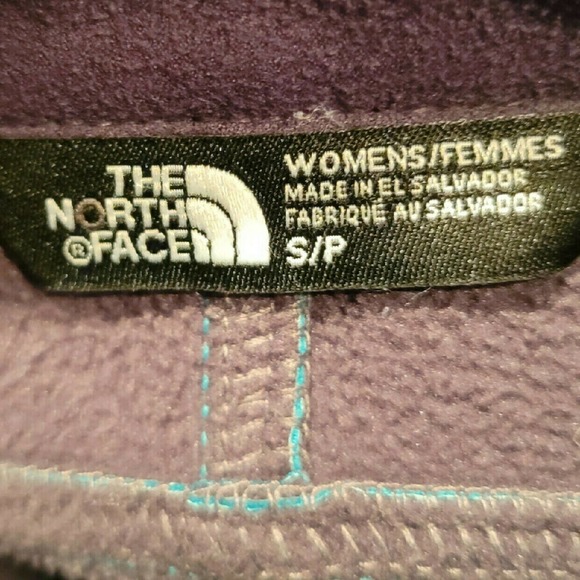 THE
NORTH
®FACE
WOMENS/FEMMES
MADE IN EL SALVADOR
FABRIQUÉ AU SALVADOR
S/P